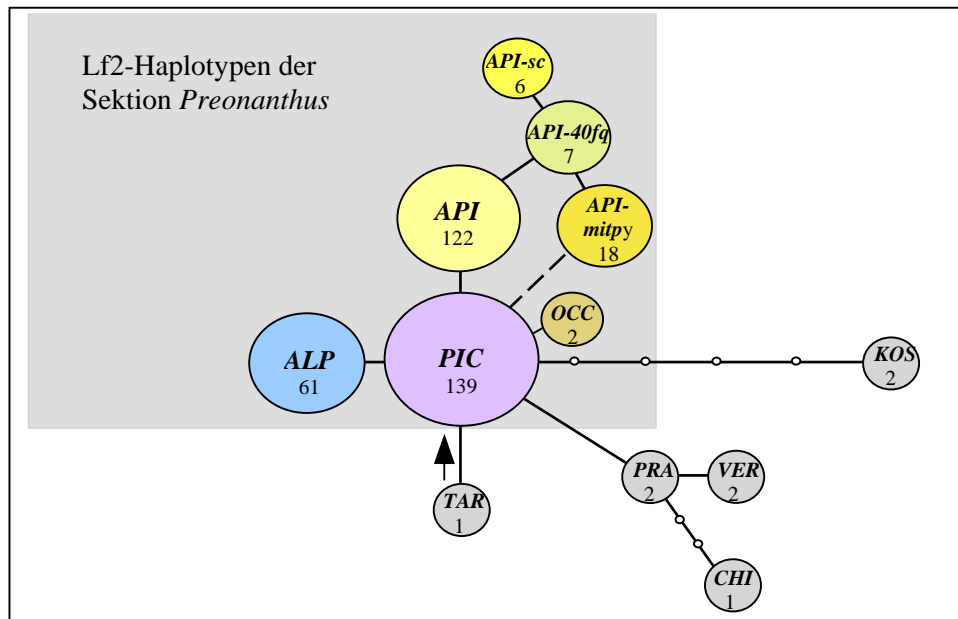 Lf2-Haplotypen der
Sektion Preonanthus
API-sc
6
API-40fq
7
API
122
API-
mitpy
18
OCC
2
ALP
61
PIC
139
KOS
2
PRA
2
VER
2
TAR
1
CHI
1